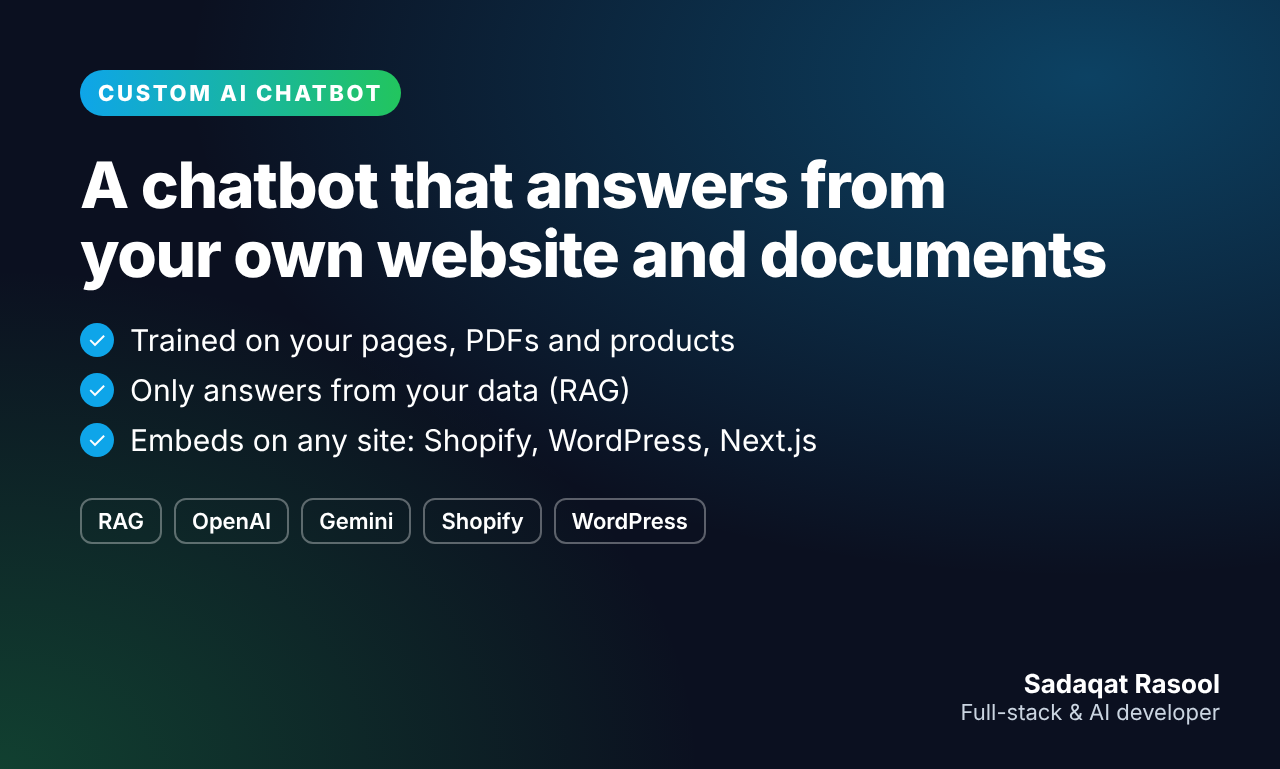 CUSTOM AI CHATBOT
A chatbot that answers from
your own website and documents
Trained on your pages, PDFs and products
Only answers from your data (RAG)
Embeds on any site: Shopify, WordPress, Next.js
RAG OpenAI Gemini Shopify WordPress
Sadaqat Rasool
Full-stack & AI developer